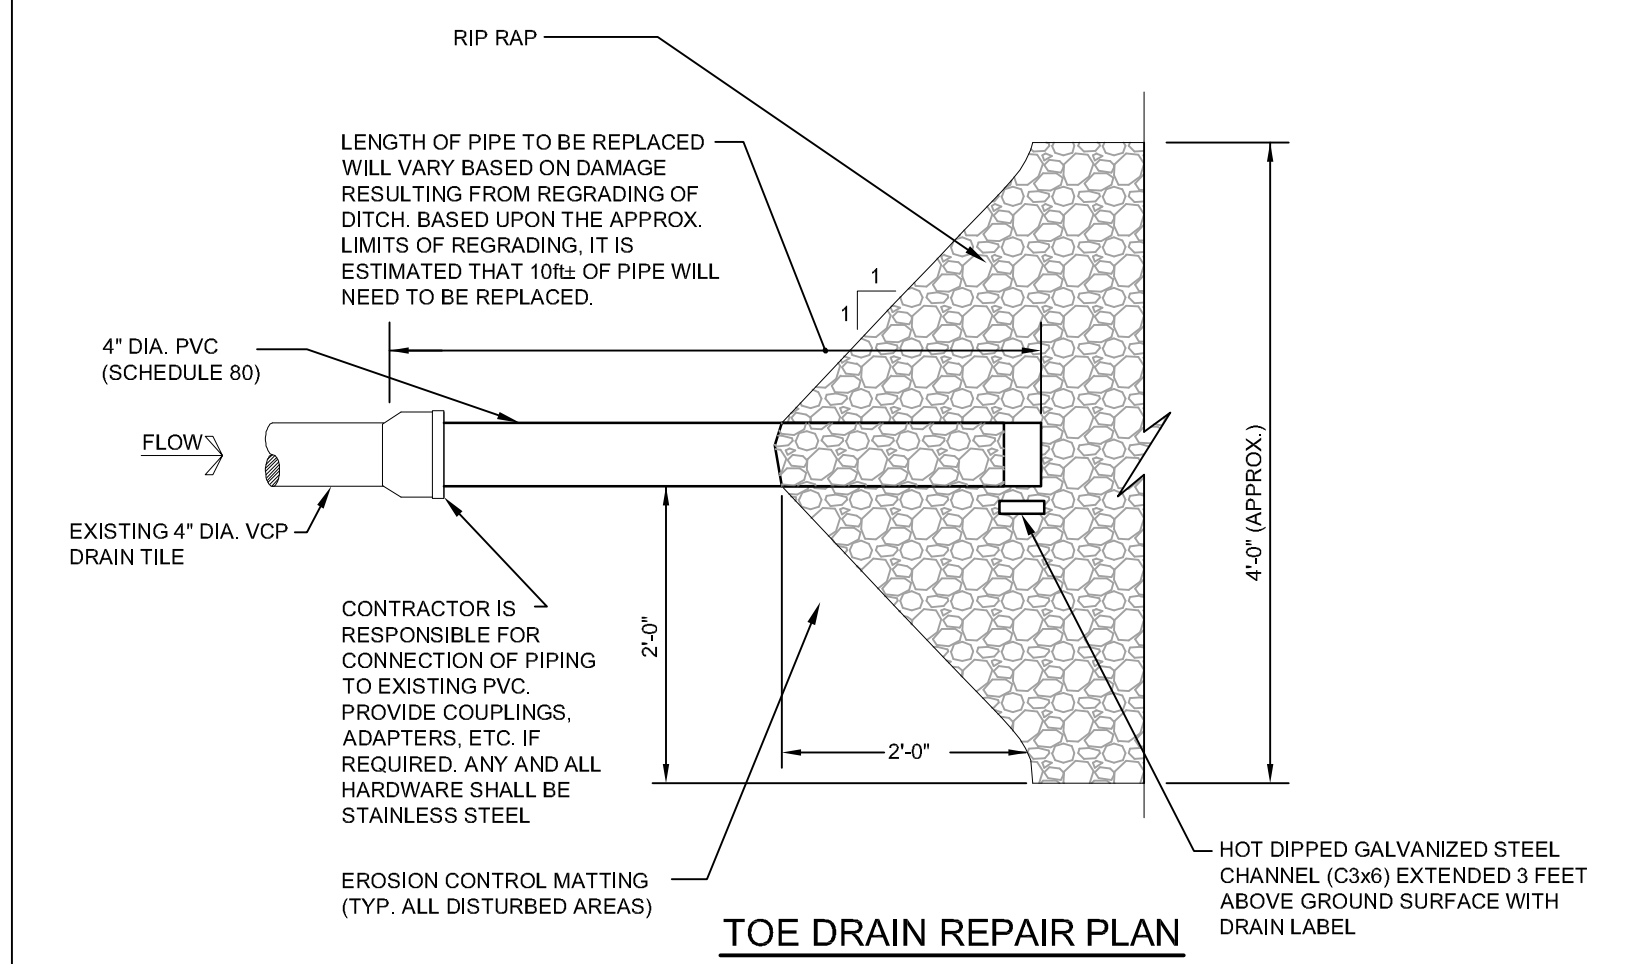 RIP RAP
LENGTH OF PIPE TO BE REPLACED
WILL VARY BASED ON DAMAGE
RESULTING FROM REGRADING OF
DITCH. BASED UPON THE APPROX.
LIMITS OF REGRADING, IT IS
ESTIMATED THAT 10ft± OF PIPE WILL
NEED TO BE REPLACED.
1
1
4" DIA. PVC
(SCHEDULE 80)
FLOW
EXISTING 4" DIA. VCP
DRAIN TILE
CONTRACTOR IS
RESPONSIBLE FOR
CONNECTION OF PIPING
TO EXISTING PVC.
PROVIDE COUPLINGS,
ADAPTERS, ETC. IF
REQUIRED. ANY AND ALL
HARDWARE SHALL BE
STAINLESS STEEL
2'-0"
2'-0"
4'-0" (APPROX.)
EROSION CONTROL MATTING
(TYP. ALL DISTURBED AREAS)
HOT DIPPED GALVANIZED STEEL
CHANNEL (C3x6) EXTENDED 3 FEET
ABOVE GROUND SURFACE WITH
DRAIN LABEL
TOE DRAIN REPAIR PLAN